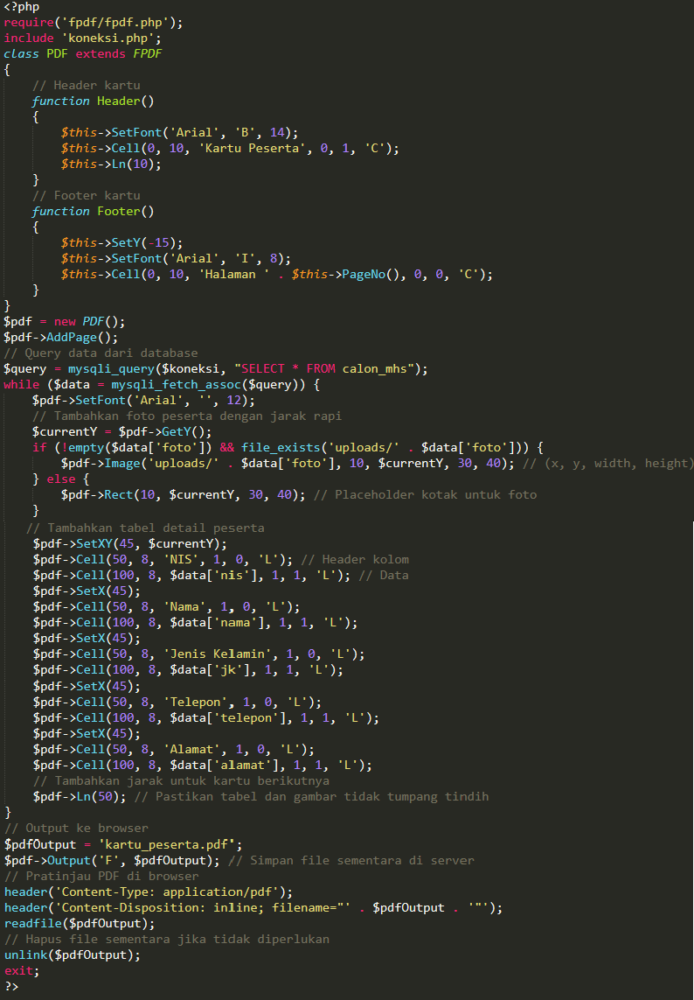 <?php
require('fpdf/fpdf.php');
include 'koneksi.php';
class PDF extends FPDF
{
    // Header kartu
    function Header()
    {
        $this->SetFont('Arial', 'B', 14);
        $this->Cell(0, 10, 'Kartu Peserta', 0, 1, 'C');
        $this->Ln(10);
    }
    // Footer kartu
    function Footer()
    {
        $this->SetY(-15);
        $this->SetFont('Arial', 'I', 8);
        $this->Cell(0, 10, 'Halaman ' . $this->PageNo(), 0, 0, 'C');
    }
}
$pdf = new PDF();
$pdf->AddPage();
// Query data dari database
$query = mysqli_query($koneksi, "SELECT * FROM calon_mhs");
while ($data = mysqli_fetch_assoc($query)) {
    $pdf->SetFont('Arial', '', 12);
    // Tambahkan foto peserta dengan jarak rapi
    $currentY = $pdf->GetY();
    if (!empty($data['foto']) && file_exists('uploads/' . $data['foto'])) {
        $pdf->Image('uploads/' . $data['foto'], 10, $currentY, 30, 40); // (x, y, width, height)
    } else {
        $pdf->Rect(10, $currentY, 30, 40); // Placeholder kotak untuk foto
    }
   // Tambahkan tabel detail peserta
    $pdf->SetXY(45, $currentY);
    $pdf->Cell(50, 8, 'NIS', 1, 0, 'L'); // Header kolom
    $pdf->Cell(100, 8, $data['nis'], 1, 1, 'L'); // Data
    $pdf->SetX(45);
    $pdf->Cell(50, 8, 'Nama', 1, 0, 'L');
    $pdf->Cell(100, 8, $data['nama'], 1, 1, 'L');
    $pdf->SetX(45);
    $pdf->Cell(50, 8, 'Jenis Kelamin', 1, 0, 'L');
    $pdf->Cell(100, 8, $data['jk'], 1, 1, 'L');
    $pdf->SetX(45);
    $pdf->Cell(50, 8, 'Telepon', 1, 0, 'L');
    $pdf->Cell(100, 8, $data['telepon'], 1, 1, 'L');
    $pdf->SetX(45);
    $pdf->Cell(50, 8, 'Alamat', 1, 0, 'L');
    $pdf->Cell(100, 8, $data['alamat'], 1, 1, 'L');
    // Tambahkan jarak untuk kartu berikutnya
    $pdf->Ln(50); // Pastikan tabel dan gambar tidak tumpang tindih
}
// Output ke browser
$pdfOutput = 'kartu_peserta.pdf';
$pdf->Output('F', $pdfOutput); // Simpan file sementara di server
// Pratinjau PDF di browser
header('Content-Type: application/pdf');
header('Content-Disposition: inline; filename="' . $pdfOutput . '"');
readfile($pdfOutput);
// Hapus file sementara jika tidak diperlukan
unlink($pdfOutput);
exit;
?>